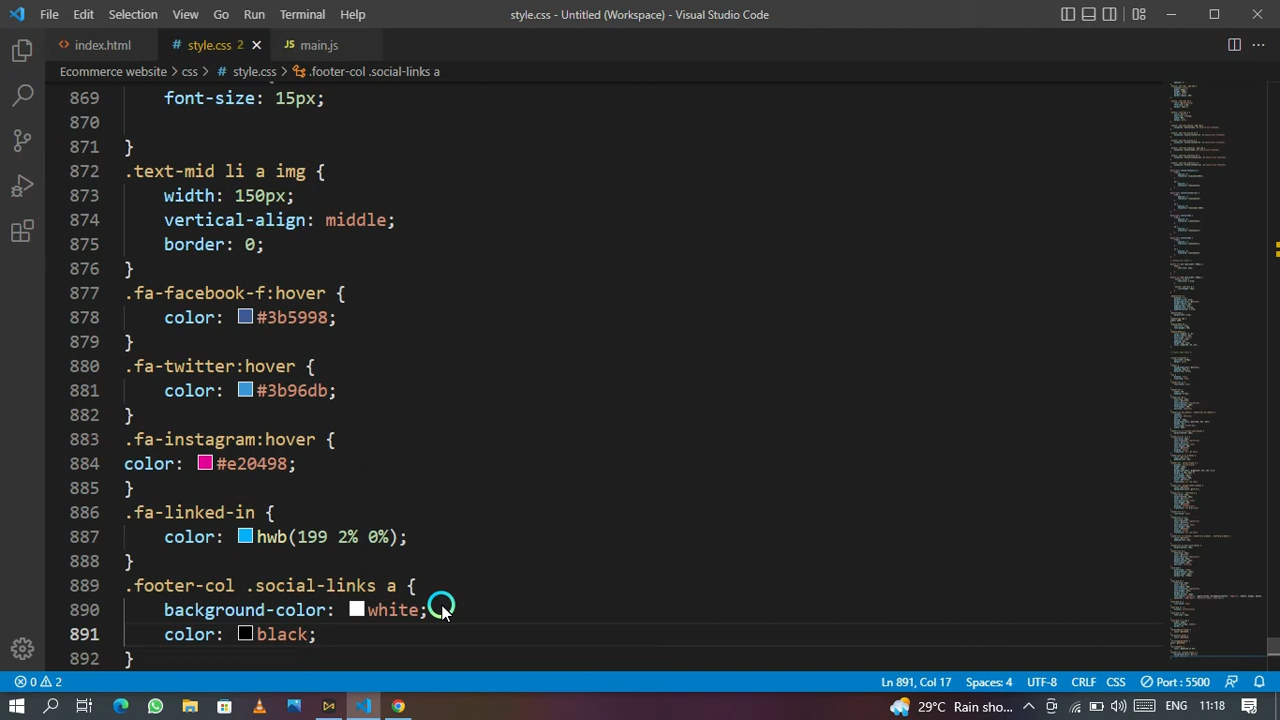 File Edit Selection View Go Run Terminal Help style.css - Untitled (Workspace) - Visual Studio Code
index.html style.css 2 main.js
Ecommerce website > css > style.css > .footer-col .social-links a
869 font-size: 15px;
870
871 }
872 .text-mid li a img {
873 width: 150px;
874 vertical-align: middle;
875 border: 0;
876 }
877 .fa-facebook-f:hover {
878 color: #3b5998;
879 }
880 .fa-twitter:hover {
881 color: #3b96db;
882 }
883 .fa-instagram:hover {
884 color: #e20498;
885 }
886 .fa-linked-in {
887 color: hwb(199 2% 0%);
888 }
889 .footer-col .social-links a {
890 background-color: white;
891 color: black;
892 }
0 2 Ln 891, Col 17 Spaces: 4 UTF-8 CRLF CSS Port : 5500
29°C Rain sho... ENG 11:18